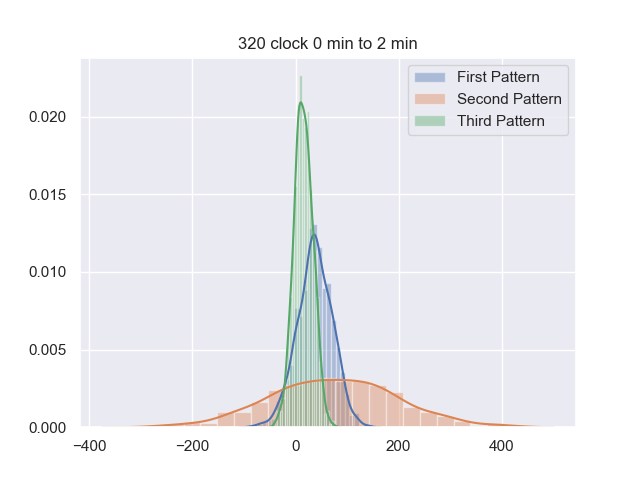 320 clock 0 min to 2 min
First Pattern
Second Pattern
Third Pattern
0.020
0.015
0.010
0.005
0.000
−400 −200 0 200 400